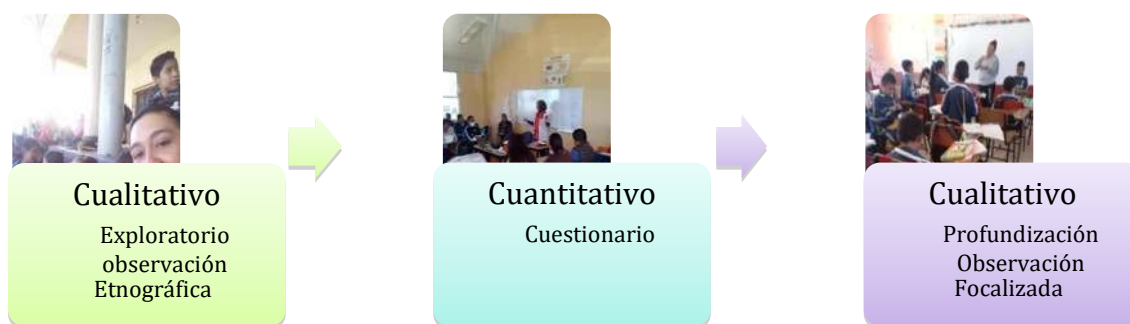 Cualitativo
Exploratorio
observación
Etnográfica
Cuantitativo
Cuestionario
Cualitativo
Profundización
Observación
Focalizada